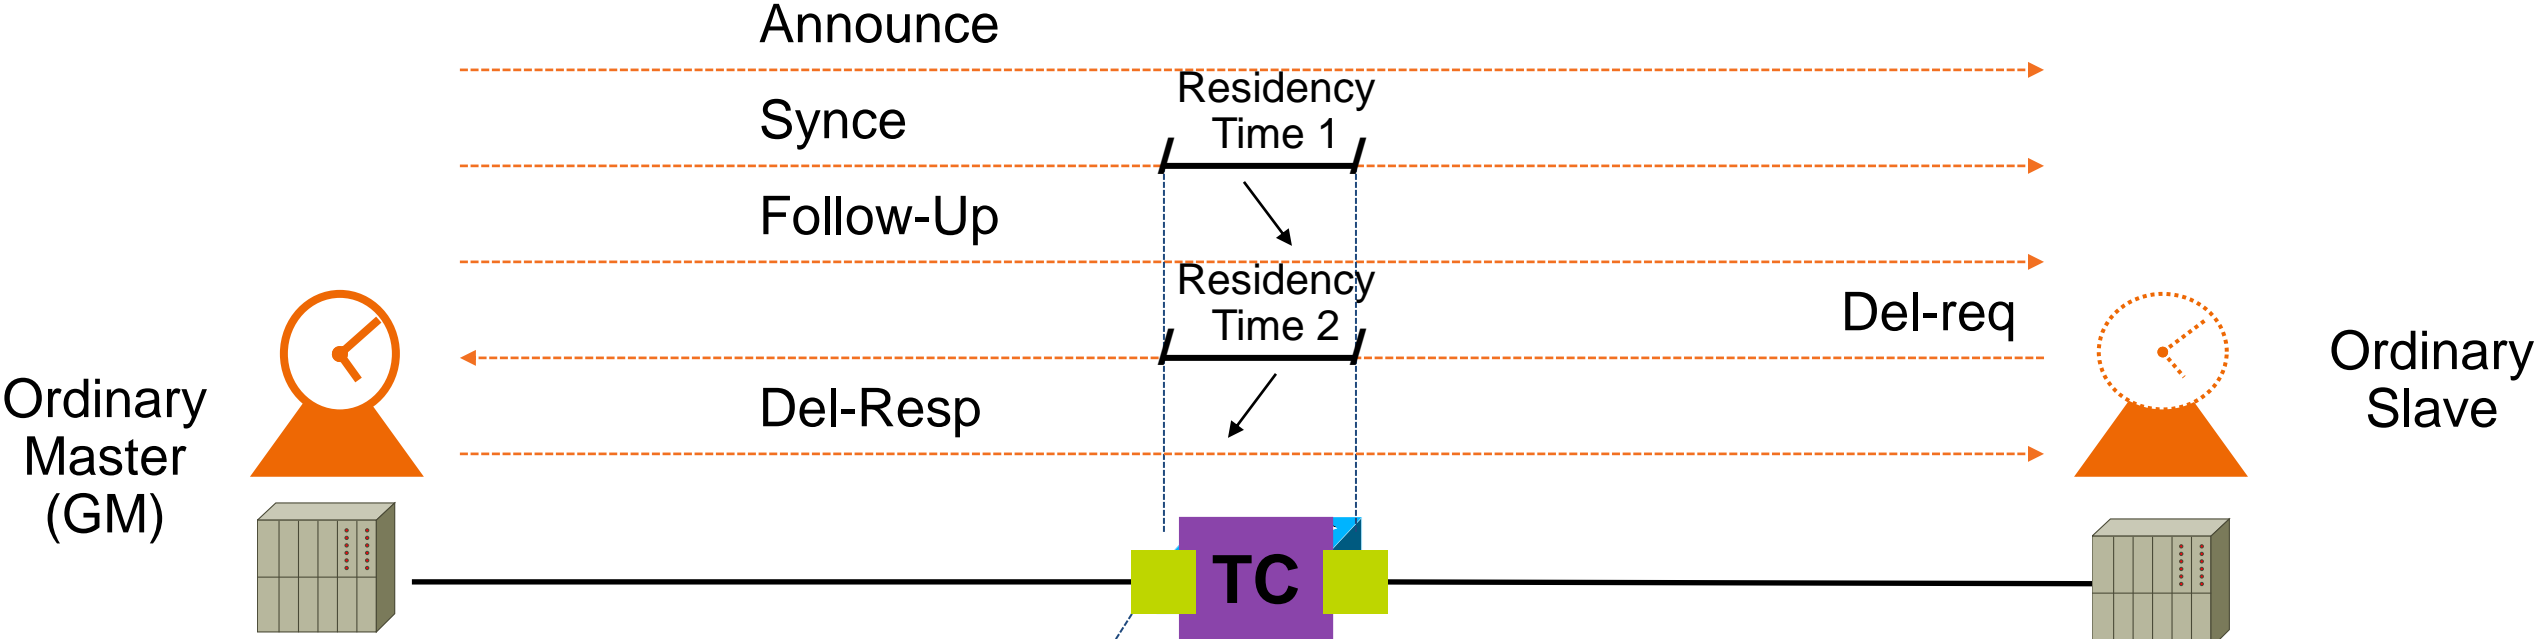 Announce
Residency
Time 1
Synce
Follow-Up
Residency
Time 2
Del-req
Ordinary
Slave
Ordinary
Master
(GM)
Del-Resp
TC